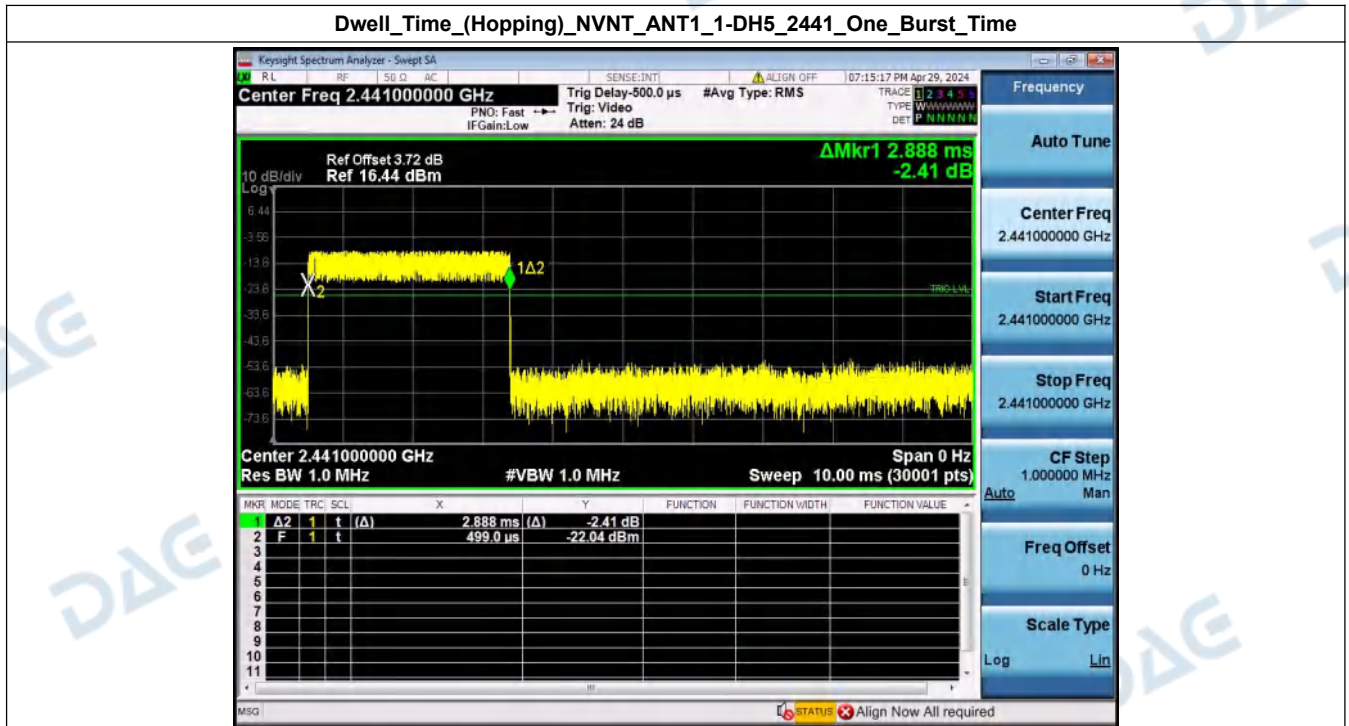 Dwell_Time_(Hopping)_NVNT_ANT1_1-DH5_2441_One_Burst_Time
Keysight Spectrum Analyzer - Swept SA
RL RF 50 Ω AC SENSE:INT ALIGN OFF 07:15:17 PM Apr 29, 2024
Center Freq 2.441000000 GHz
PNO: Fast
IFGain:Low
Trig Delay-500.0 µs
Trig: Video
Atten: 24 dB
#Avg Type: RMS
TRACE 1 2 3 4 5 6
TYPE WWWWWW
DET P N N N N N
ΔMkr1 2.888 ms
-2.41 dB
Ref Offset 3.72 dB
10 dB/div Ref 16.44 dBm
Log
6.44
-3.56
-13.6
-23.6
-33.6
-43.6
-53.6
-63.6
-73.6
1Δ2
X2
TRIG LVL
Center 2.441000000 GHz Span 0 Hz
Res BW 1.0 MHz #VBW 1.0 MHz Sweep 10.00 ms (30001 pts)
MKR MODE TRC SCL X Y FUNCTION FUNCTION WIDTH FUNCTION VALUE
1 Δ2 1 t (Δ) 2.888 ms (Δ) -2.41 dB
2 F 1 t 499.0 µs -22.04 dBm
3
4
5
6
7
8
9
10
11
MSG STATUS Align Now All required
Frequency
Auto Tune
Center Freq
2.441000000 GHz
Start Freq
2.441000000 GHz
Stop Freq
2.441000000 GHz
CF Step
1.000000 MHz
Auto Man
Freq Offset
0 Hz
Scale Type
Log Lin
DAE
DAE
DAE
DAE